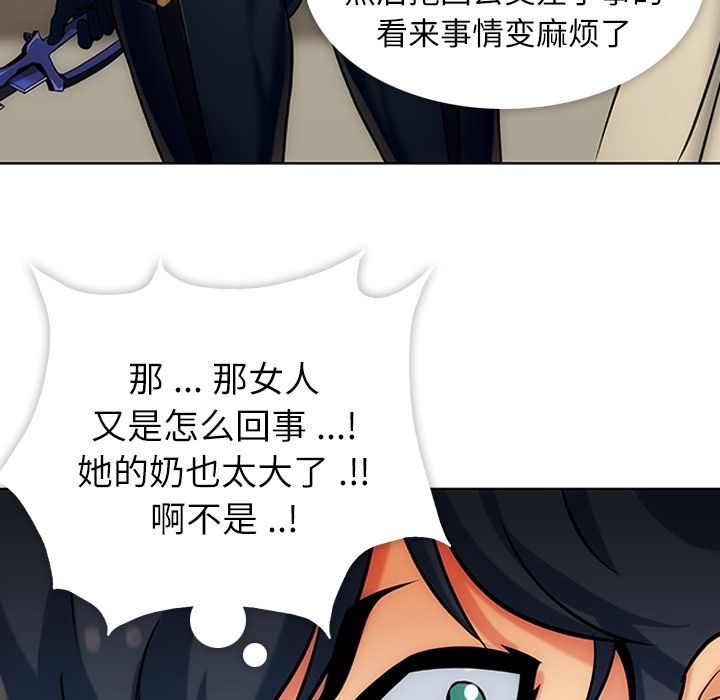 看来事情变麻烦了
那 ... 那女人
又是怎么回事 ...!
她的奶也太大了 .!!
啊不是 ..!